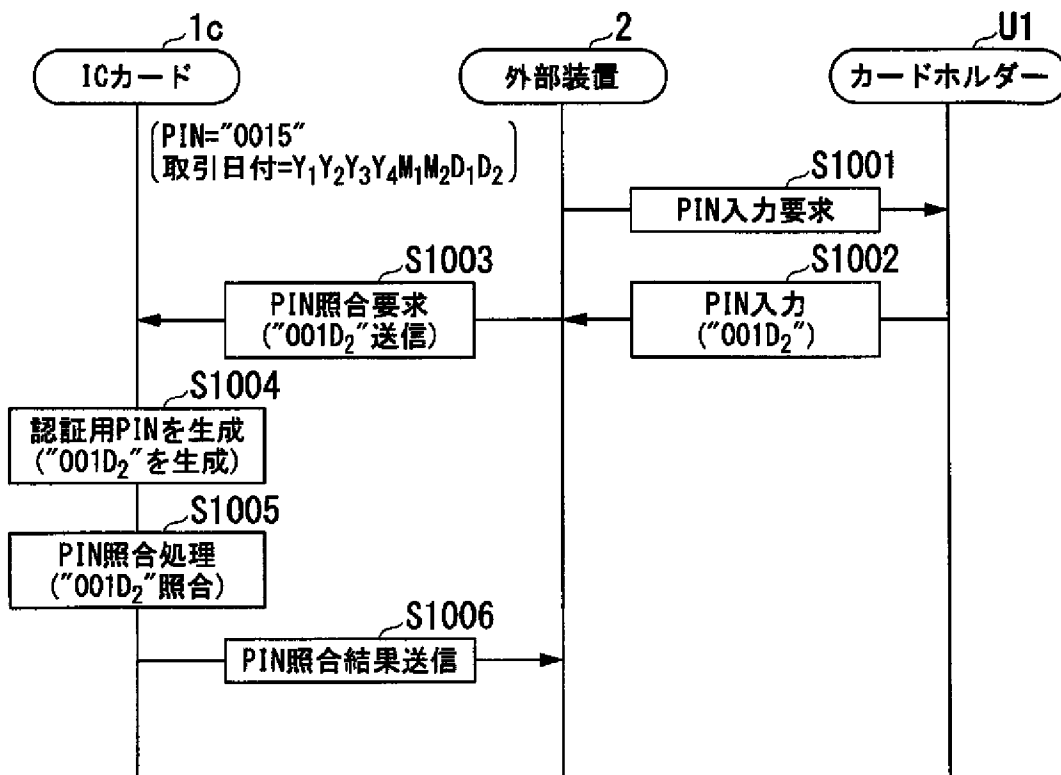 1c
2
U1
ICカード
外部装置
カードホルダー
PIN="0015"
取引日付=Y₁Y₂Y₃Y₄M₁M₂D₁D₂
S1001
PIN入力要求
S1002
PIN入力
("001D₂")
S1003
PIN照合要求
("001D₂"送信)
S1004
認証用PINを生成
("001D₂"を生成)
S1005
PIN照合処理
("001D₂"照合)
S1006
PIN照合結果送信